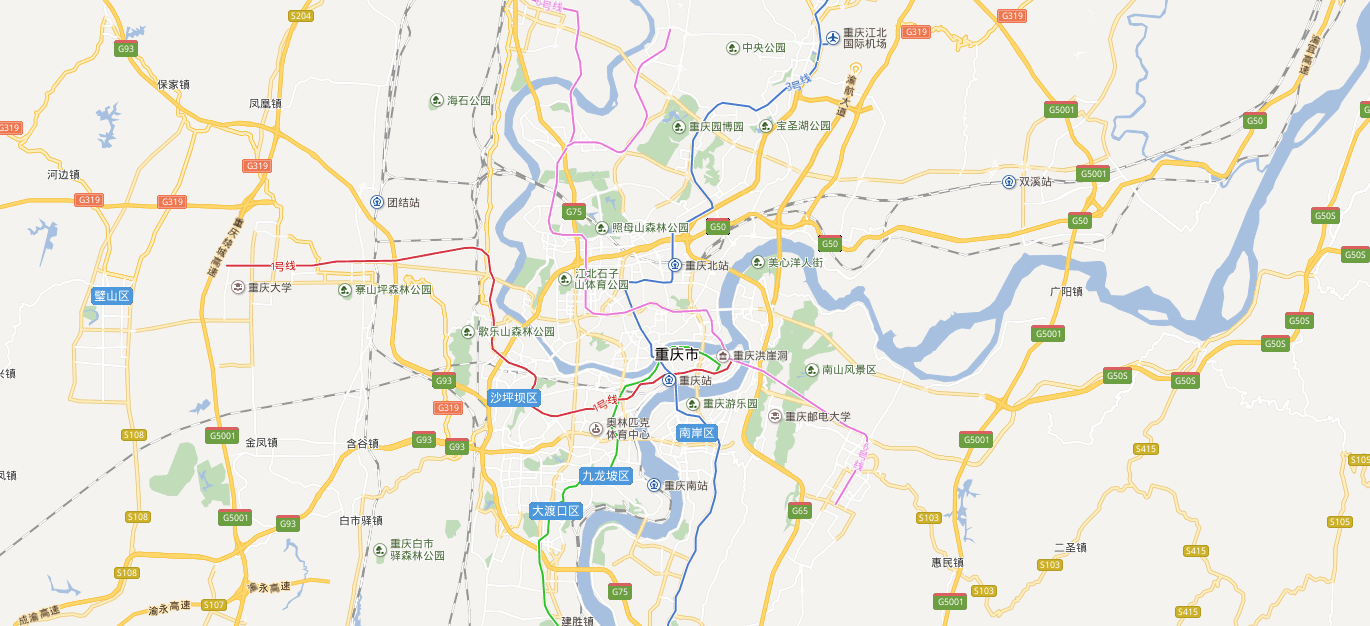 6号线
S204
G319
G319
重庆江北
国际机场
G93
中央公园
渝宜高速
保家镇
3号线
渝航大道
凤凰镇
海石公园
G5001
G50
G319
重庆园博园
宝圣湖公园
G319
河边镇
G5001
双溪站
G319
G319
团结站
G75
G50S
照母山森林公园
G50
G50
G50
重庆绕城高速
G50S
1号线
重庆北站
美心洋人街
重庆大学
寨山坪森林公园
江北石子
山体育公园
广阳镇
璧山区
G50S
歌乐山森林公园
G5001
G50S
重庆市
重庆洪崖洞
兴镇
南山风景区
G93
重庆站
G50S
G50S
沙坪坝区
1号线
G319
重庆游乐园
重庆邮电大学
S108
G5001
金凤镇
含谷镇
G93
G93
奥林匹克
体育中心
南岸区
G5001
S415
6号线
S105
凤镇
九龙坡区
重庆南站
S108
G5001
G93
白市驿镇
大渡口区
G65
S103
S105
重庆白市
驿森林公园
二圣镇
S415
惠民镇
S103
S108
渝永高速
G75
S103
成渝高速
渝永高速
S107
G5001
S415
建胜镇